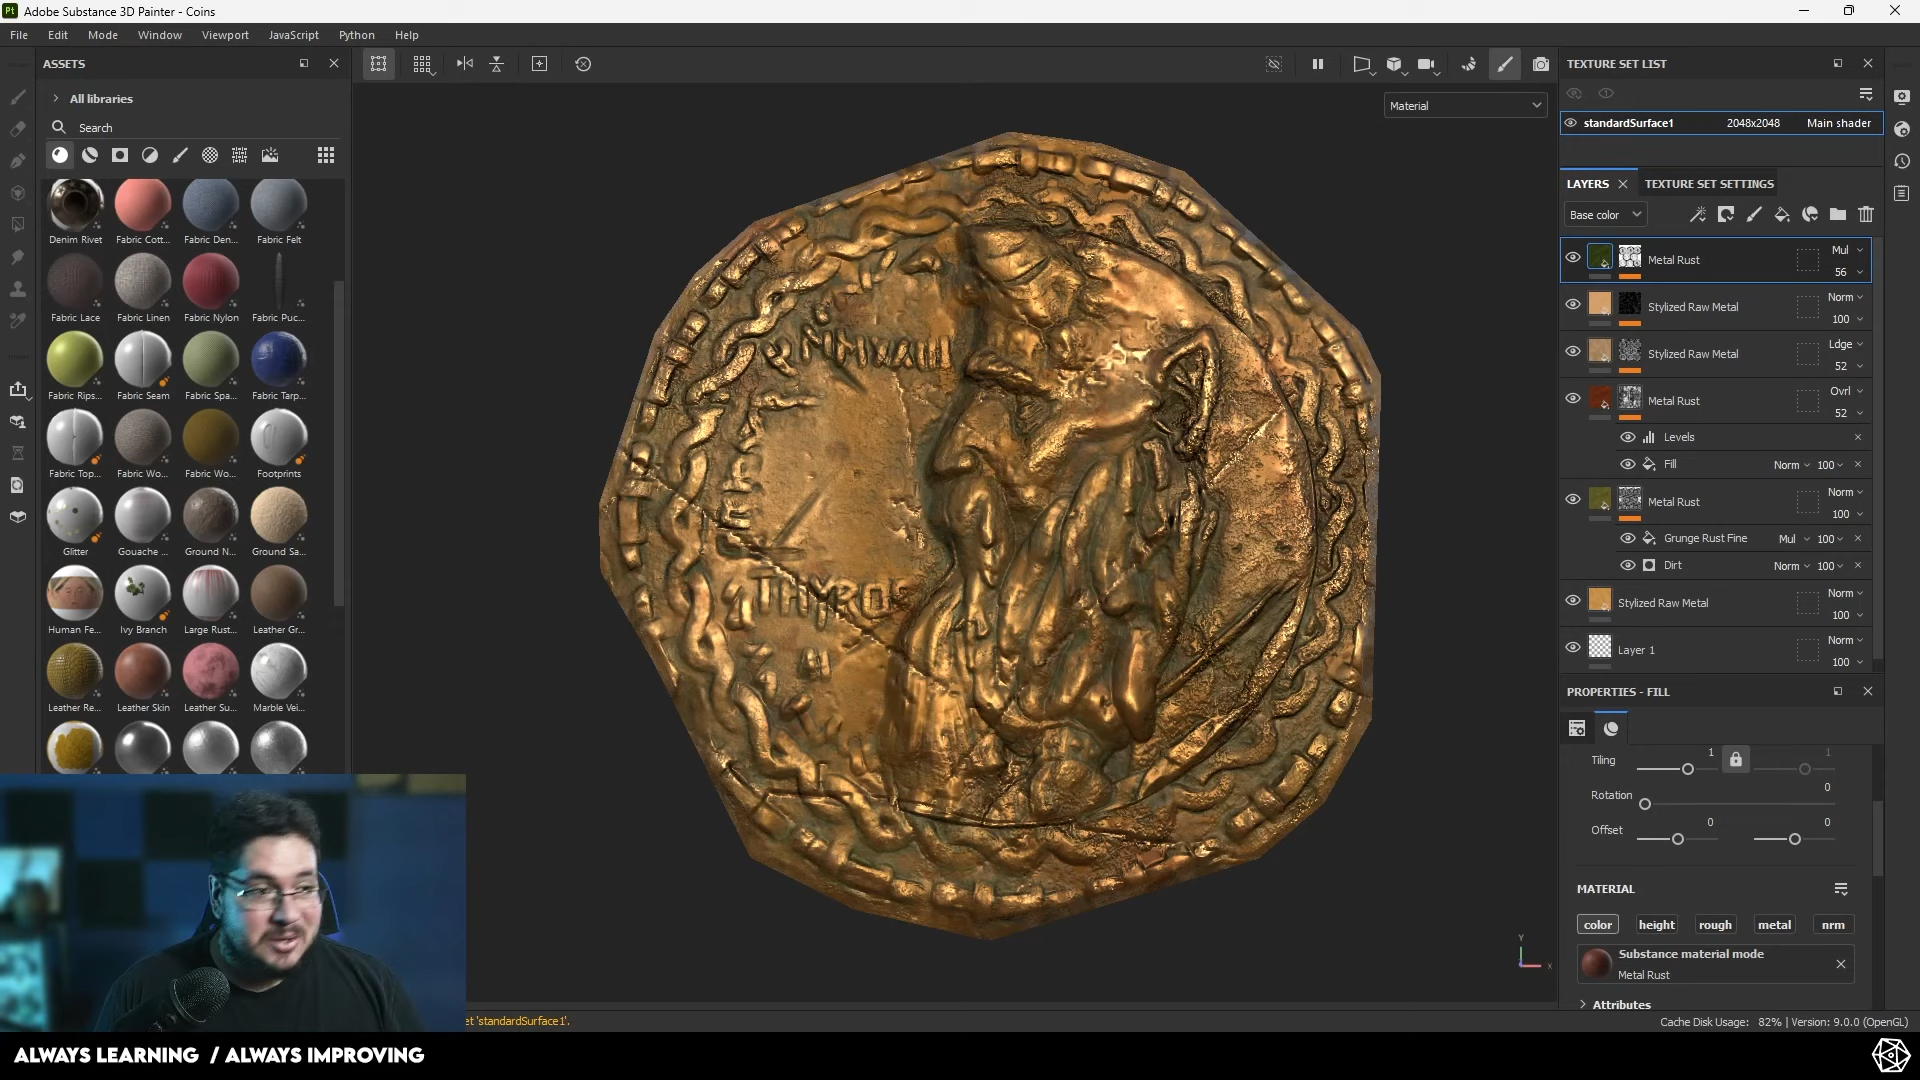 Adobe Substance 3D Painter - Coins
File Edit Mode Window Viewport JavaScript Python Help
ASSETS
All libraries
Search
Denim Rivet Fabric Cott... Fabric Den... Fabric Felt
Fabric Lace Fabric Linen Fabric Nylon Fabric Puc...
Fabric Rips... Fabric Seam Fabric Spa... Fabric Tarp...
Fabric Top... Fabric Wo... Fabric Wo... Footprints
Glitter Gouache ... Ground N... Ground Sa...
Human Fe... Ivy Branch Large Rust... Leather Gr...
Leather Re... Leather Skin Leather Su... Marble Vei...
Material
TEXTURE SET LIST
standardSurface1 2048x2048 Main shader
LAYERS TEXTURE SET SETTINGS
Base color
Metal Rust Mul 56
Stylized Raw Metal Norm 100
Stylized Raw Metal Ldge 52
Metal Rust Ovrl 52
Levels
Fill Norm 100
Metal Rust Norm 100
Grunge Rust Fine Mul 100
Dirt Norm 100
Stylized Raw Metal Norm 100
Layer 1 Norm 100
PROPERTIES - FILL
Tiling 1 1
Rotation 0
Offset 0 0
MATERIAL
color height rough metal nrm
Substance material mode
Metal Rust
Attributes
et 'standardSurface1'.
Cache Disk Usage: 82% | Version: 9.0.0 (OpenGL)
ALWAYS LEARNING / ALWAYS IMPROVING